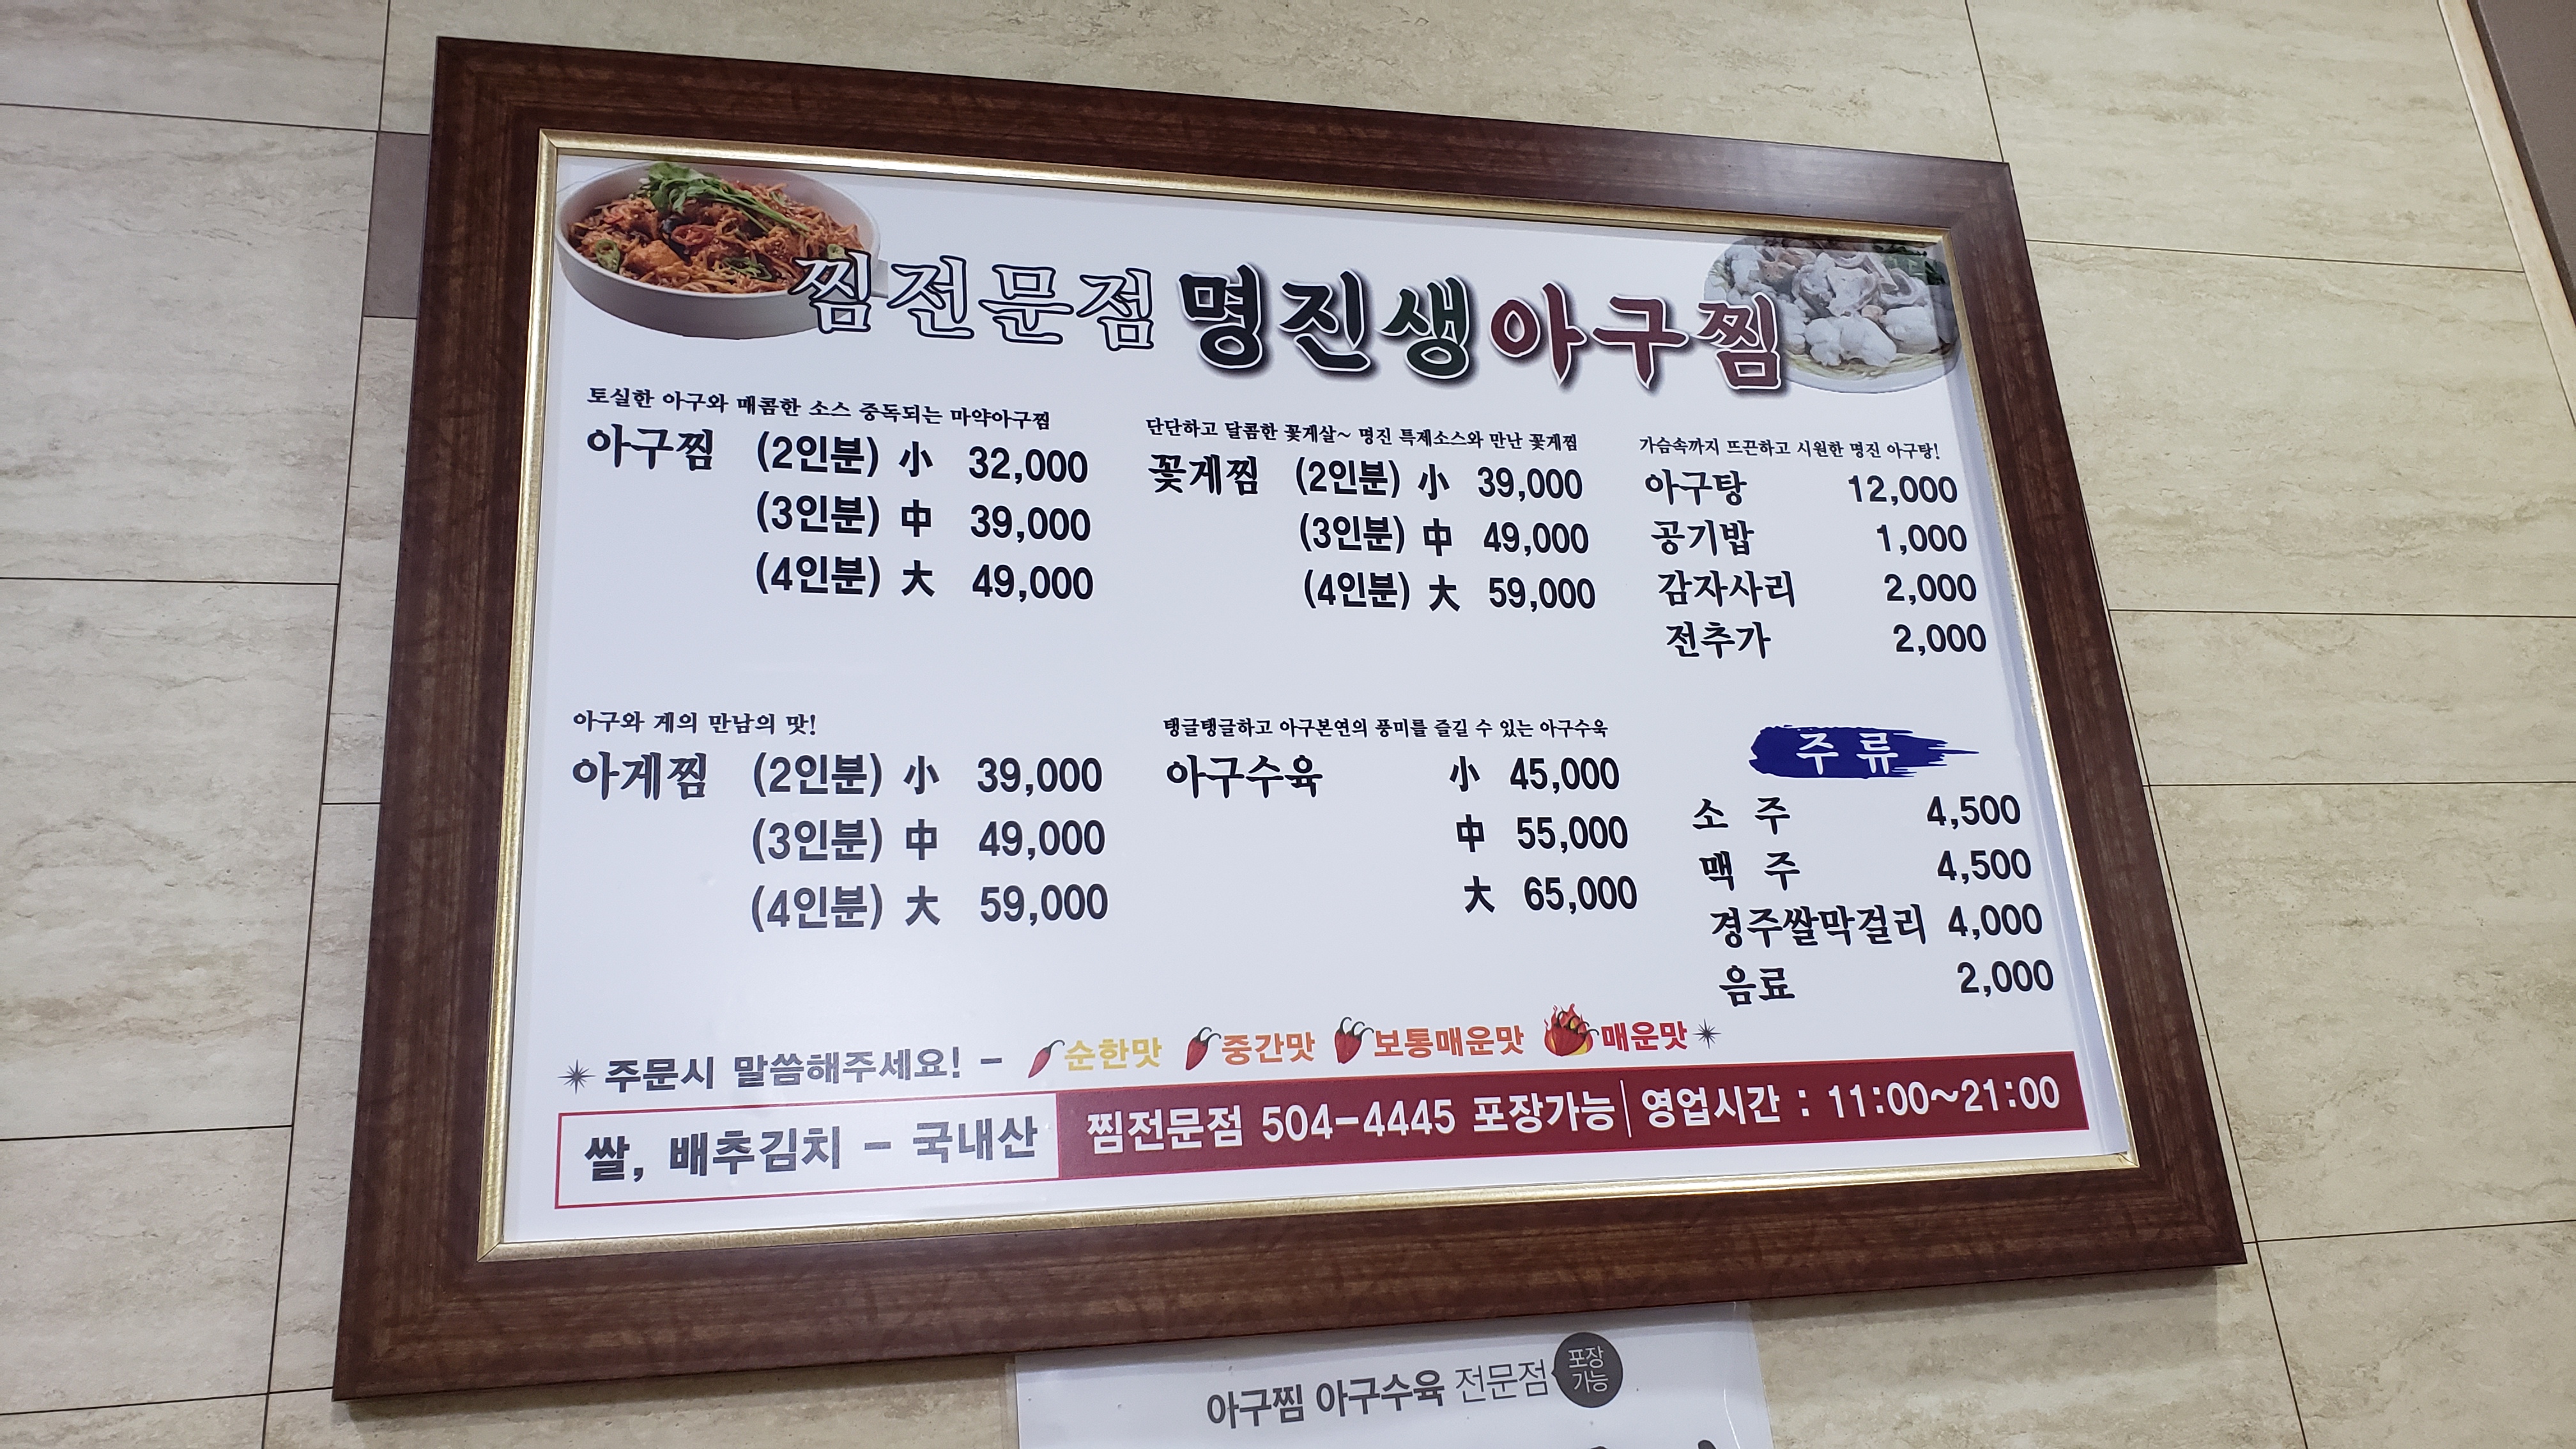 찜전문점 명진생아구찜
토실한 아구와 매콤한 소스 중독되는 마약아구찜
아구찜 (2인분) 小 32,000
(3인분) 中 39,000
(4인분) 大 49,000
단단하고 달콤한 꽃게살~ 명진 특제소스와 만난 꽃게찜
꽃게찜 (2인분) 小 39,000
(3인분) 中 49,000
(4인분) 大 59,000
가슴속까지 뜨끈하고 시원한 명진 아구탕!
아구탕 12,000
공기밥 1,000
감자사리 2,000
전추가 2,000
아구와 게의 만남의 맛!
아게찜 (2인분) 小 39,000
(3인분) 中 49,000
(4인분) 大 59,000
탱글탱글하고 아구본연의 풍미를 즐길 수 있는 아구수육
아구수육 小 45,000
中 55,000
大 65,000
주류
소 주 4,500
맥 주 4,500
경주쌀막걸리 4,000
음료 2,000
주문시 말씀해주세요! - 순한맛 중간맛 보통매운맛 매운맛
쌀, 배추김치 - 국내산
찜전문점 504-4445 포장가능 | 영업시간 : 11:00~21:00
아구찜 아구수육 전문점
포장
가능